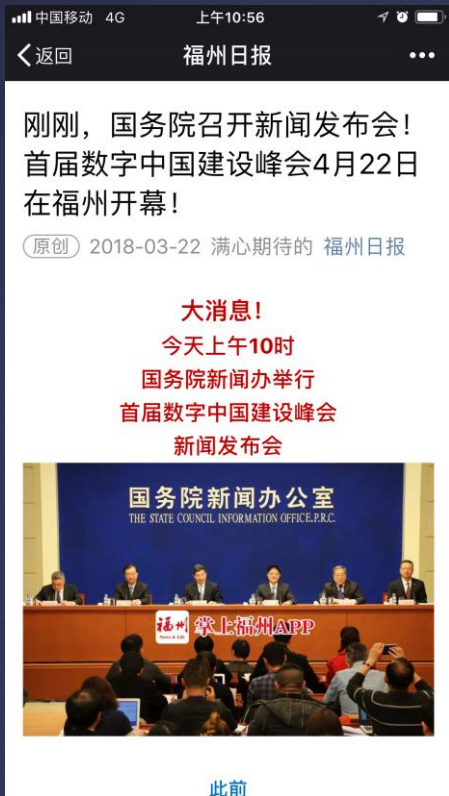 中国移动 4G 上午10:56
返回 福州日报
刚刚，国务院召开新闻发布会！
首届数字中国建设峰会4月22日
在福州开幕！
原创 2018-03-22 满心期待的 福州日报
大消息！
今天上午10时
国务院新闻办举行
首届数字中国建设峰会
新闻发布会
国务院新闻办公室
THE STATE COUNCIL INFORMATION OFFICE,P.R.C.
福州 掌上福州APP
News & Life
此前